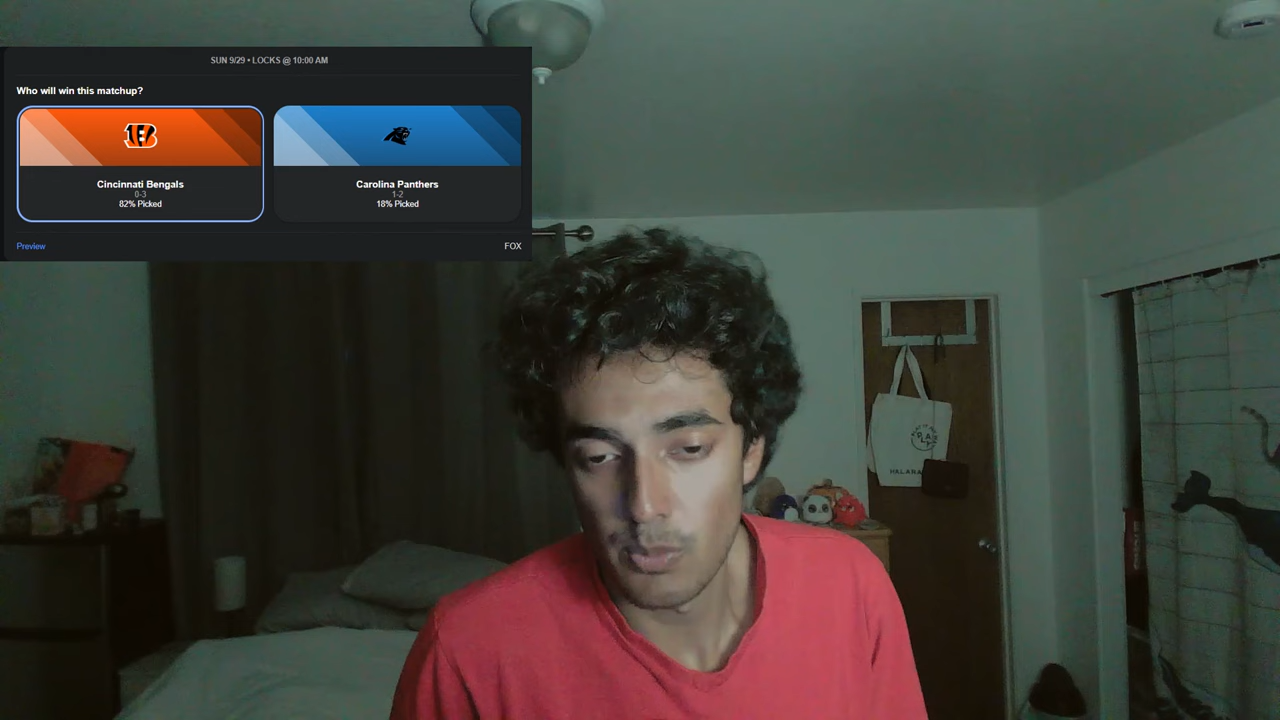 SUN 9/29 • LOCKS @ 10:00 AM
Who will win this matchup?
Cincinnati Bengals
0-3
82% Picked
Carolina Panthers
1-2
18% Picked
Preview
FOX
HALARA